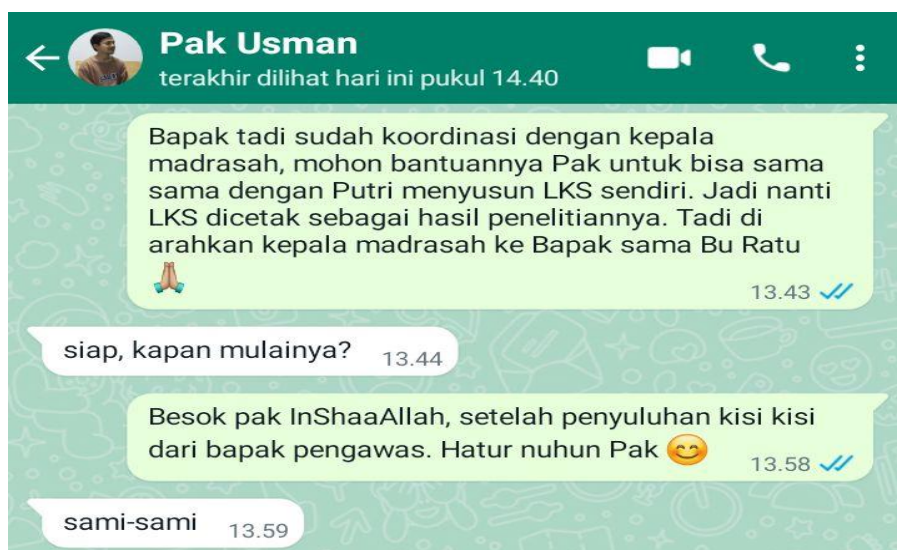 Pak Usman
terakhir dilihat hari ini pukul 14.40
Bapak tadi sudah koordinasi dengan kepala
madrasah, mohon bantuannya Pak untuk bisa sama
sama dengan Putri menyusun LKS sendiri. Jadi nanti
LKS dicetak sebagai hasil penelitiannya. Tadi di
arahkan kepala madrasah ke Bapak sama Bu Ratu
🙏🏼
13.43
siap, kapan mulainya? 13.44
Besok pak InShaaAllah, setelah penyuluhan kisi kisi
dari bapak pengawas. Hatur nuhun Pak 😊 13.58
sami-sami 13.59